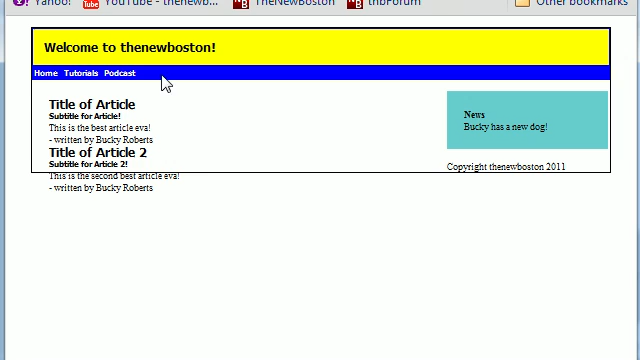 Yahoo! YouTube - thenewb... TheNewBoston thbForum Other bookmarks
Welcome to thenewboston!
Home Tutorials Podcast
Title of Article
Subtitle for Article!
This is the best article eva!
- written by Bucky Roberts
Title of Article 2
Subtitle for Article 2!
This is the second best article eva!
- written by Bucky Roberts
News
Bucky has a new dog!
Copyright thenewboston 2011